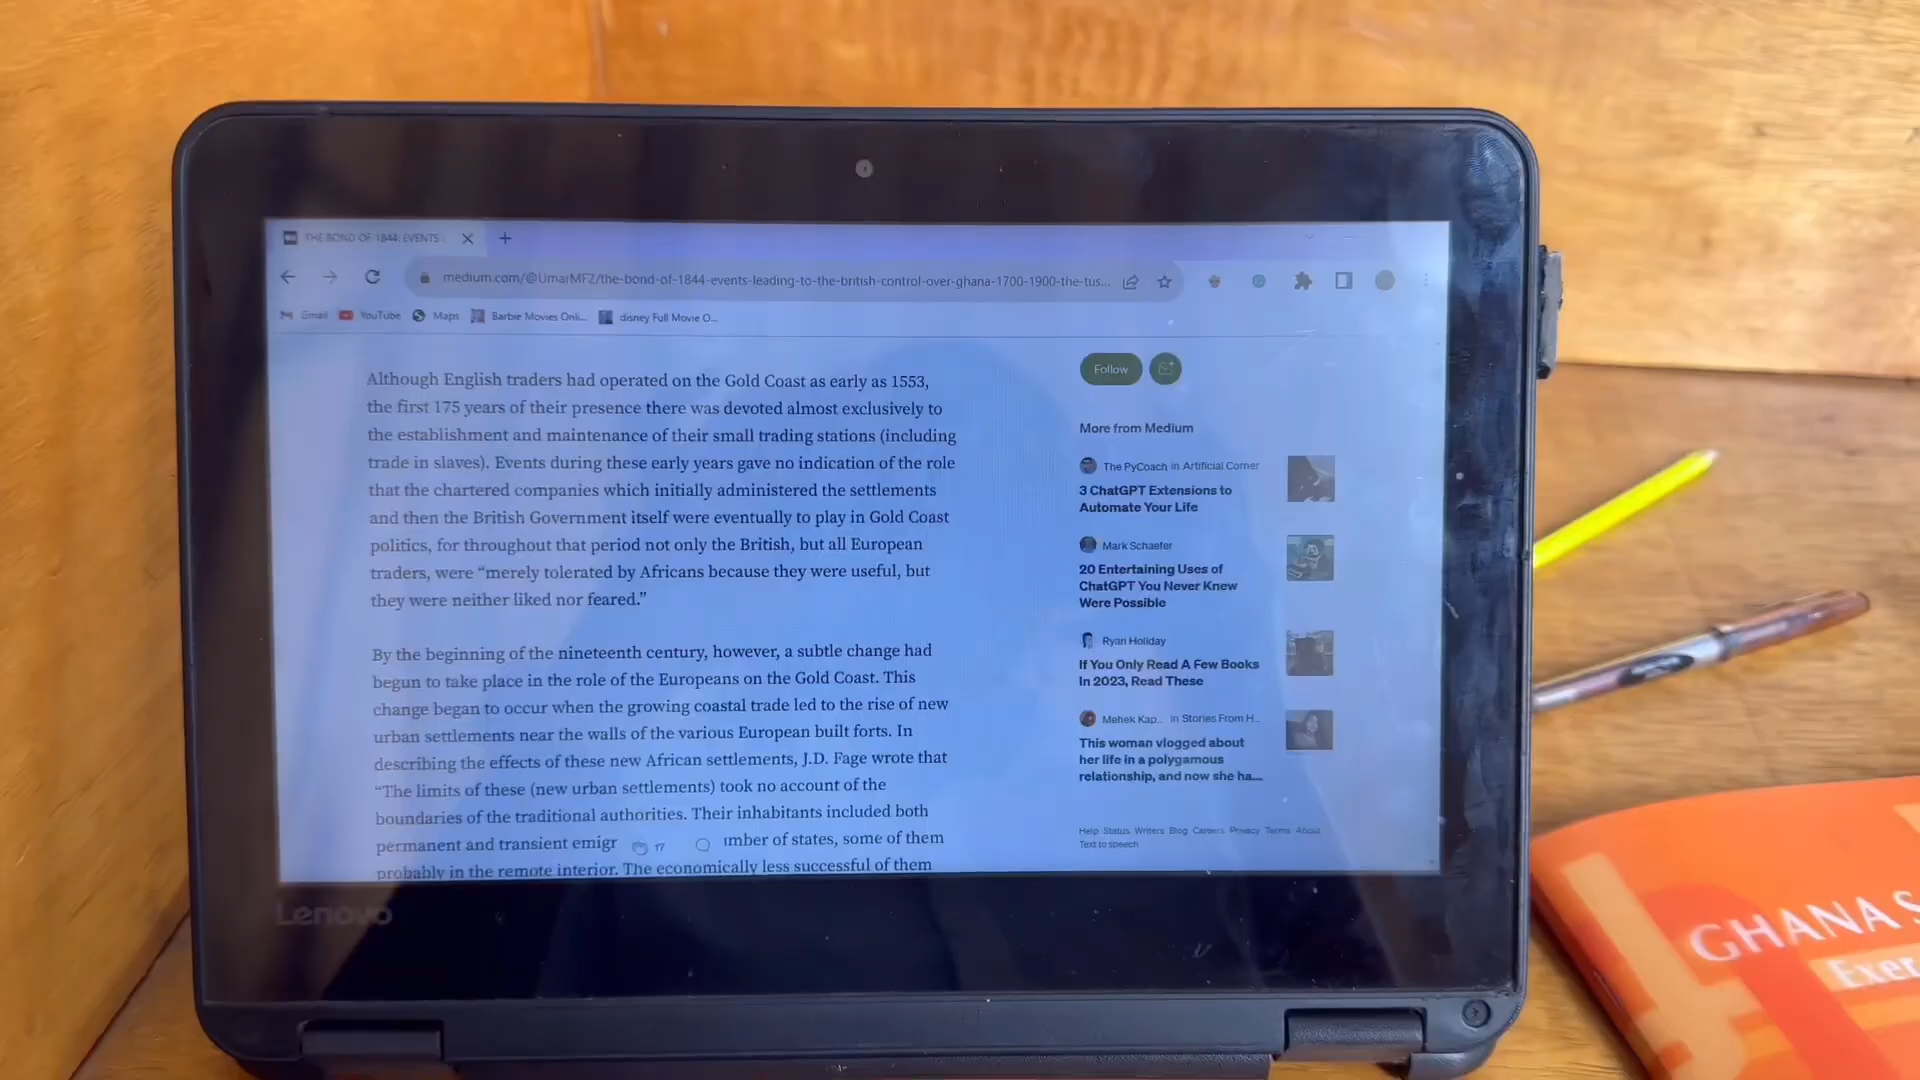 THE BOND OF 1844: EVENTS
medium.com/@UmarMFZ/the-bond-of-1844-events-leading-to-the-british-control-over-ghana-1700-1900-the-tus...
Gmail YouTube Maps Barbie Movies Onli... disney Full Movie O...
Although English traders had operated on the Gold Coast as early as 1553,
the first 175 years of their presence there was devoted almost exclusively to
the establishment and maintenance of their small trading stations (including
trade in slaves). Events during these early years gave no indication of the role
that the chartered companies which initially administered the settlements
and then the British Government itself were eventually to play in Gold Coast
politics, for throughout that period not only the British, but all European
traders, were “merely tolerated by Africans because they were useful, but
they were neither liked nor feared.”
By the beginning of the nineteenth century, however, a subtle change had
begun to take place in the role of the Europeans on the Gold Coast. This
change began to occur when the growing coastal trade led to the rise of new
urban settlements near the walls of the various European built forts. In
describing the effects of these new African settlements, J.D. Fage wrote that
“The limits of these (new urban settlements) took no account of the
boundaries of the traditional authorities. Their inhabitants included both
permanent and transient emigr 17 mber of states, some of them
probably in the remote interior. The economically less successful of them
Follow
More from Medium
The PyCoach in Artificial Corner
3 ChatGPT Extensions to
Automate Your Life
Mark Schaefer
20 Entertaining Uses of
ChatGPT You Never Knew
Were Possible
Ryan Holiday
If You Only Read A Few Books
In 2023, Read These
Mehek Kap... in Stories From H...
This woman vlogged about
her life in a polygamous
relationship, and now she ha...
Help Status Writers Blog Careers Privacy Terms About
Text to speech
Lenovo
GHANA S
Exer